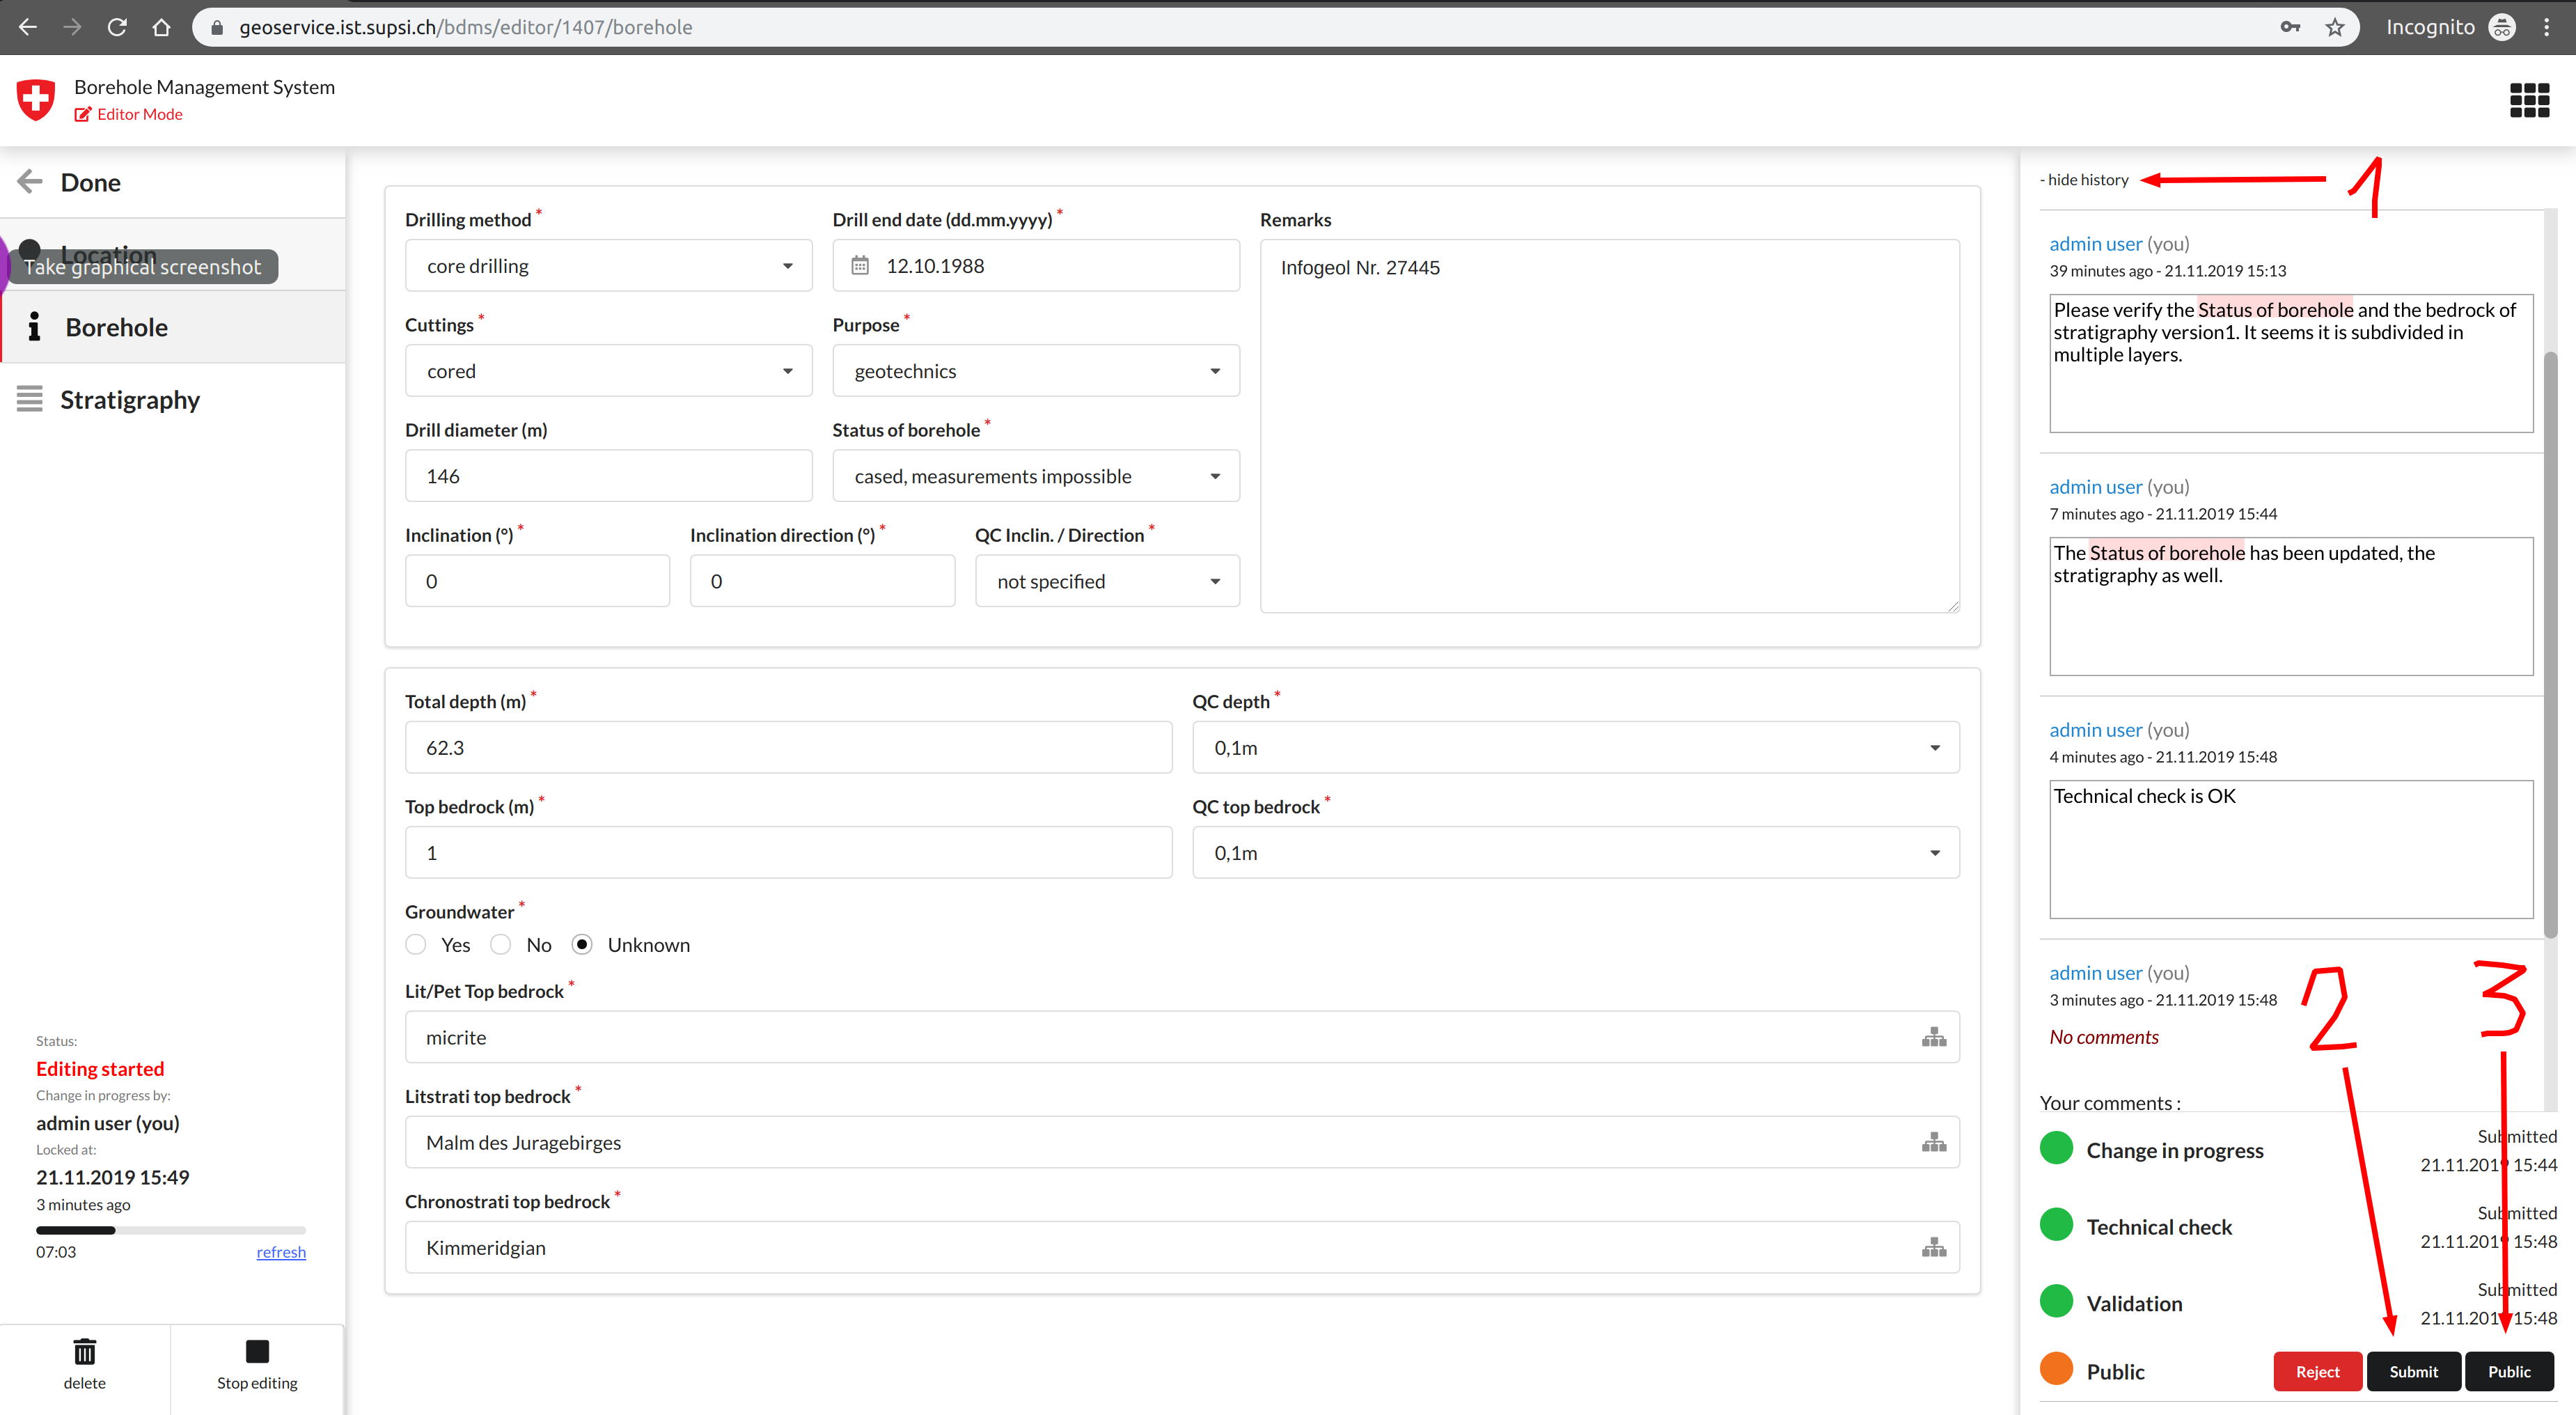 geoservice.ist.supsi.ch/bdms/editor/1407/borehole
Incognito
Borehole Management System
Editor Mode
Done
Location
Take graphical screenshot
Borehole
Stratigraphy
Status:
Editing started
Change in progress by:
admin user (you)
Locked at:
21.11.2019 15:49
3 minutes ago
07:03
refresh
delete
Stop editing
Drilling method *
core drilling
Drill end date (dd.mm.yyyy) *
12.10.1988
Remarks
Infogeol Nr. 27445
Cuttings *
cored
Purpose *
geotechnics
Drill diameter (m)
146
Status of borehole *
cased, measurements impossible
Inclination (°) *
0
Inclination direction (°) *
0
QC Inclin. / Direction *
not specified
Total depth (m) *
62.3
QC depth *
0,1m
Top bedrock (m) *
1
QC top bedrock *
0,1m
Groundwater *
Yes No Unknown
Lit/Pet Top bedrock *
micrite
Litstrati top bedrock *
Malm des Juragebirges
Chronostrati top bedrock *
Kimmeridgian
- hide history
1
admin user (you)
39 minutes ago - 21.11.2019 15:13
Please verify the Status of borehole and the bedrock of
stratigraphy version1. It seems it is subdivided in
multiple layers.
admin user (you)
7 minutes ago - 21.11.2019 15:44
The Status of borehole has been updated, the
stratigraphy as well.
admin user (you)
4 minutes ago - 21.11.2019 15:48
Technical check is OK
admin user (you)
3 minutes ago - 21.11.2019 15:48
No comments
2
3
Your comments :
Change in progress
Submitted
21.11.2019 15:44
Technical check
Submitted
21.11.2019 15:48
Validation
Submitted
21.11.2019 15:48
Public
Reject
Submit
Public